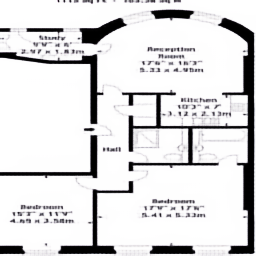 1115 sq ft - 103.58 sq m
Study
9'9" x 6'
2.97 x 1.83m
Reception
Room
17'6" x 16'3"
5.33 x 4.95m
Kitchen
10'3" x 7'
3.12 x 2.13m
Hall
Bedroom
15'3" x 11'9"
4.65 x 3.58m
Bedroom
17'9" x 17'6"
5.41 x 5.33m